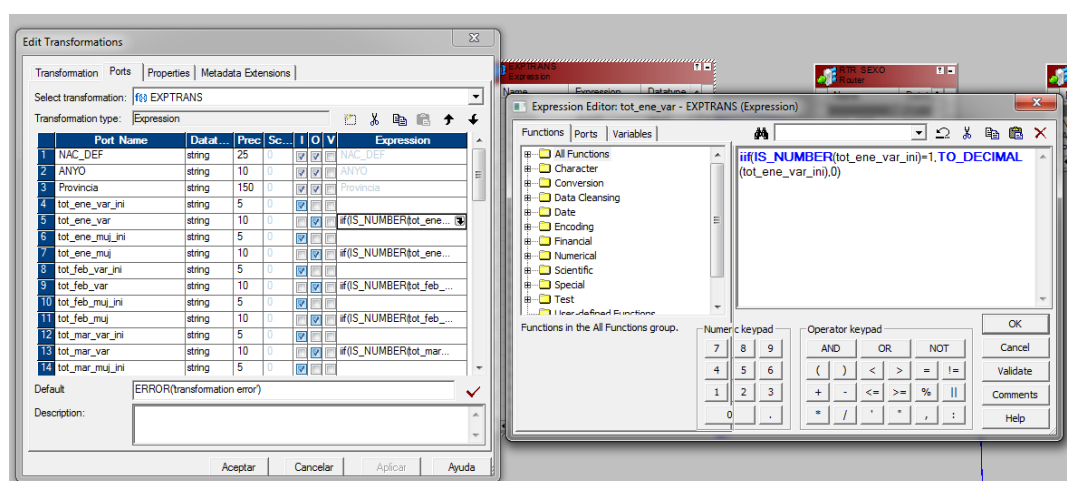 Edit Transformations
Transformation Ports Properties Metadata Extensions
Select transformation: f(x) EXPTRANS
Transformation type: Expression
Port Name Datat... Prec Sc... I O V Expression
1 NAC_DEF string 25 0 NAC_DEF
2 ANYO string 10 0 ANYO
3 Provincia string 150 0 Provincia
4 tot_ene_var_ini string 5 0
5 tot_ene_var string 10 0 iif(IS_NUMBER(tot_ene...
6 tot_ene_muj_ini string 5 0
7 tot_ene_muj string 10 0 iif(IS_NUMBER(tot_ene...
8 tot_feb_var_ini string 5 0
9 tot_feb_var string 10 0 iif(IS_NUMBER(tot_feb_...
10 tot_feb_muj_ini string 5 0
11 tot_feb_muj string 10 0 iif(IS_NUMBER(tot_feb_...
12 tot_mar_var_ini string 5 0
13 tot_mar_var string 10 0 iif(IS_NUMBER(tot_mar...
14 tot_mar_muj_ini string 5 0
Default ERROR('transformation error')
Description:
Aceptar Cancelar Aplicar Ayuda
EXPTRANS
Expression
Name Expression Datatype
RTR SEXO
Router
Expression Editor: tot_ene_var - EXPTRANS (Expression)
Functions Ports Variables
All Functions
Character
Conversion
Data Cleansing
Date
Encoding
Financial
Numerical
Scientific
Special
Test
User-defined Functions
iif(IS_NUMBER(tot_ene_var_ini)=1,TO_DECIMAL
(tot_ene_var_ini),0)
Functions in the All Functions group.
Numeric keypad
7 8 9
4 5 6
1 2 3
0 .
Operator keypad
AND OR NOT
( ) < > = !=
+ - <= >= % ||
* / ' " , :
OK
Cancel
Validate
Comments
Help